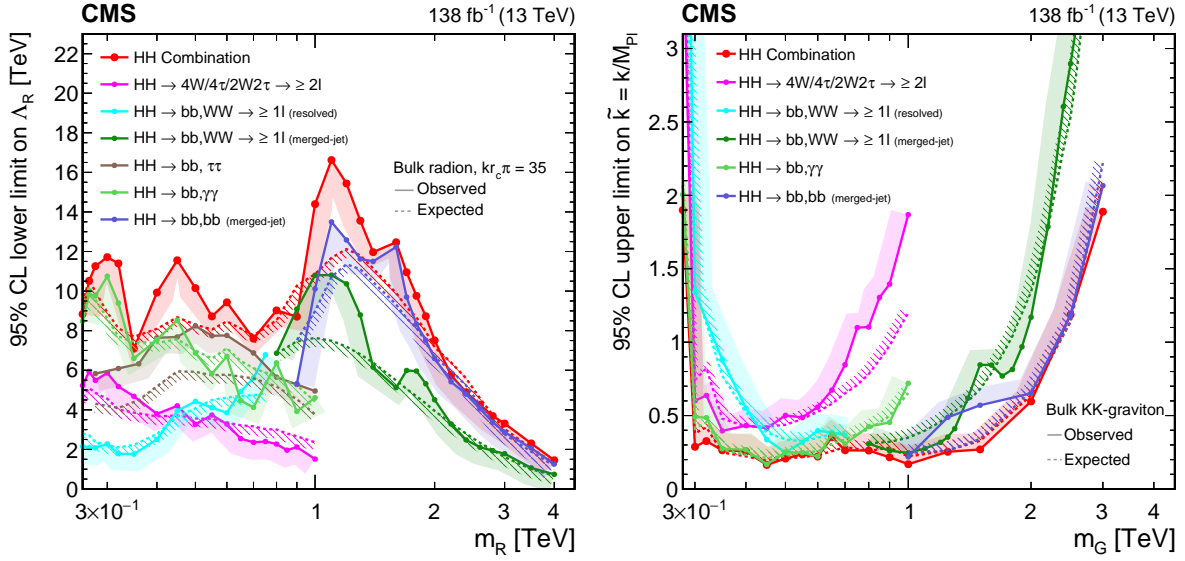 CMS 138 fb⁻¹ (13 TeV)
95% CL lower limit on Λ_R [TeV]
22
20
18
16
14
12
10
8
6
4
2
0
HH Combination
HH → 4W/4τ/2W2τ → ≥ 2l
HH → bb,WW → ≥ 1l (resolved)
HH → bb,WW → ≥ 1l (merged-jet)
HH → bb, ττ
HH → bb,γγ
HH → bb,bb (merged-jet)
Bulk radion, kr_cπ = 35
Observed
Expected
3×10⁻¹ 1 2 3 4
m_R [TeV]
CMS 138 fb⁻¹ (13 TeV)
95% CL upper limit on k̃ = k/M_Pl
3
2.5
2
1.5
1
0.5
0
HH Combination
HH → 4W/4τ/2W2τ → ≥ 2l
HH → bb,WW → ≥ 1l (resolved)
HH → bb,WW → ≥ 1l (merged-jet)
HH → bb,γγ
HH → bb,bb (merged-jet)
Bulk KK-graviton
Observed
Expected
3×10⁻¹ 1 2 3 4
m_G [TeV]